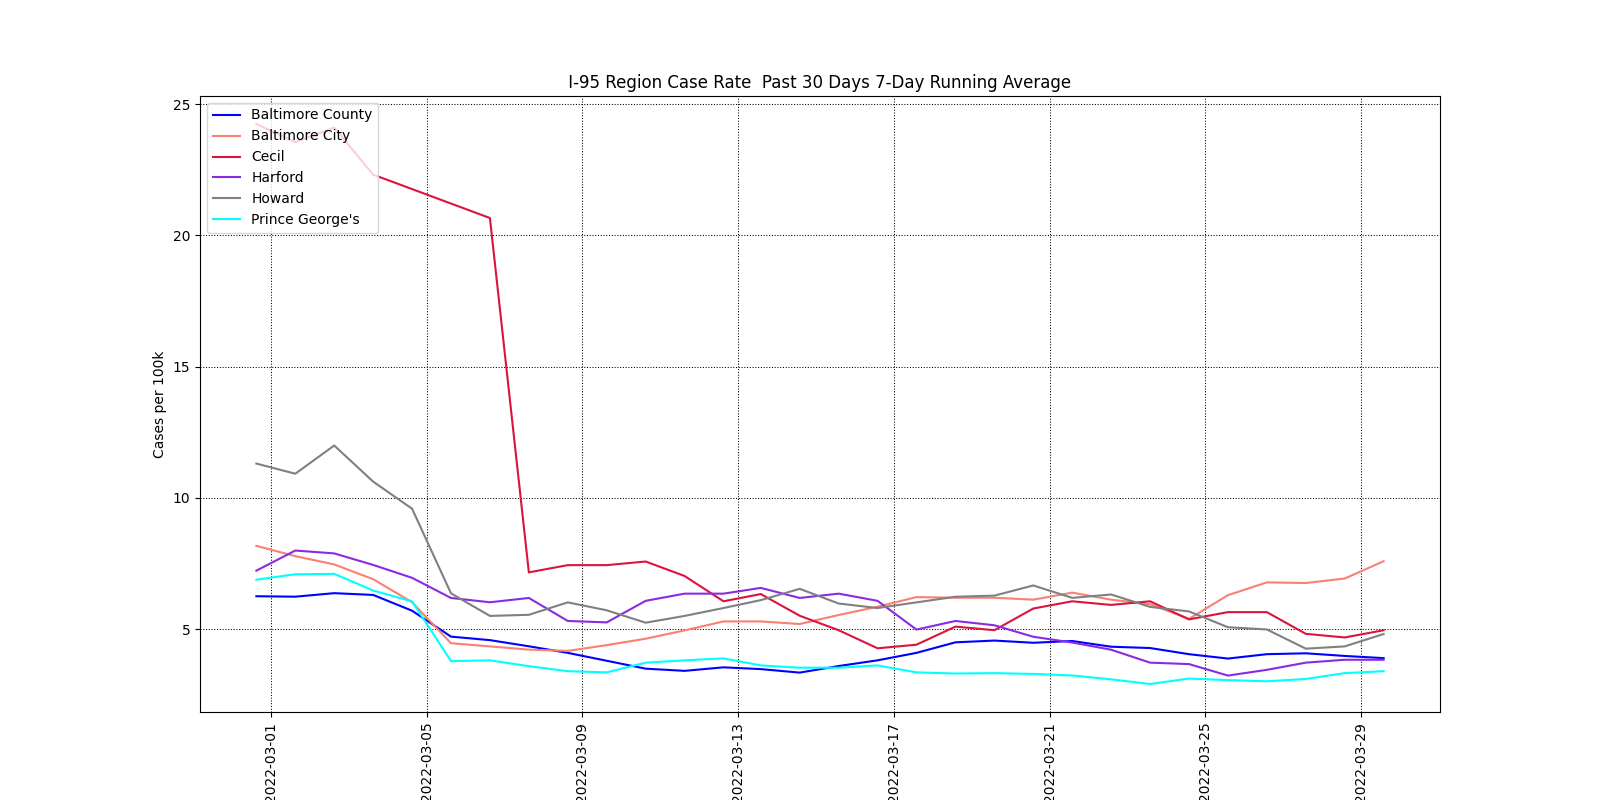 I-95 Region Case Rate  Past 30 Days 7-Day Running Average
Baltimore County
Baltimore City
Cecil
Harford
Howard
Prince George's
Cases per 100k
25
20
15
10
5
2022-03-01
2022-03-05
2022-03-09
2022-03-13
2022-03-17
2022-03-21
2022-03-25
2022-03-29